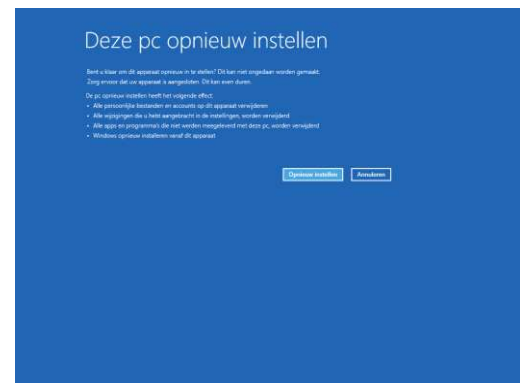 Deze pc opnieuw instellen
Bent u klaar om dit apparaat opnieuw in te stellen? Dit kan niet ongedaan worden gemaakt.
Zorg ervoor dat uw apparaat is aangesloten. Dit kan even duren.
De pc opnieuw instellen heeft het volgende effect:
• Alle persoonlijke bestanden en accounts op dit apparaat verwijderen
• Alle wijzigingen die u hebt aangebracht in de instellingen, worden verwijderd
• Alle apps en programma's die niet werden meegeleverd met deze pc, worden verwijderd
• Windows opnieuw installeren vanaf dit apparaat
Opnieuw instellen Annuleren